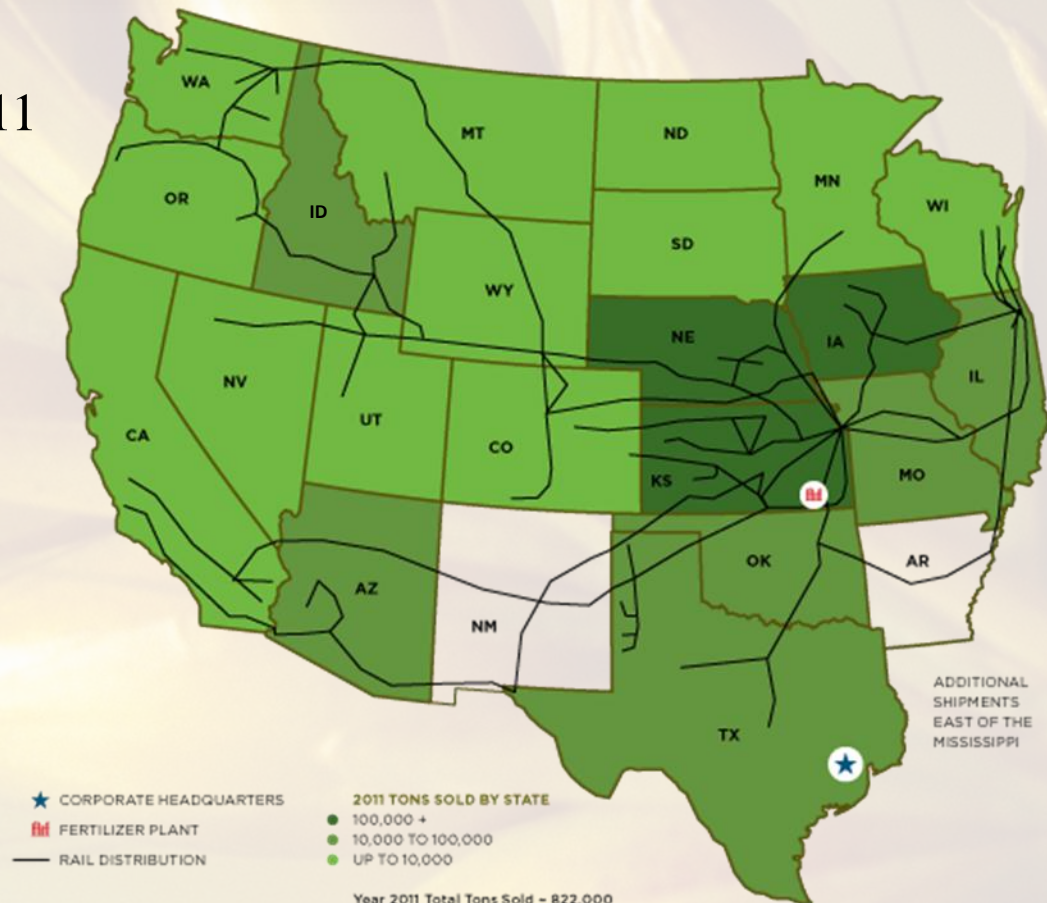 11
WA
MT
ND
MN
OR
ID
WI
SD
WY
NE
IA
NV
IL
UT
CA
CO
KS
MO
OK
AR
AZ
NM
TX
ADDITIONAL
SHIPMENTS
EAST OF THE
MISSISSIPPI
CORPORATE HEADQUARTERS
FERTILIZER PLANT
RAIL DISTRIBUTION
2011 TONS SOLD BY STATE
100,000 +
10,000 TO 100,000
UP TO 10,000
Year 2011 Total Tons Sold ~ 822,000